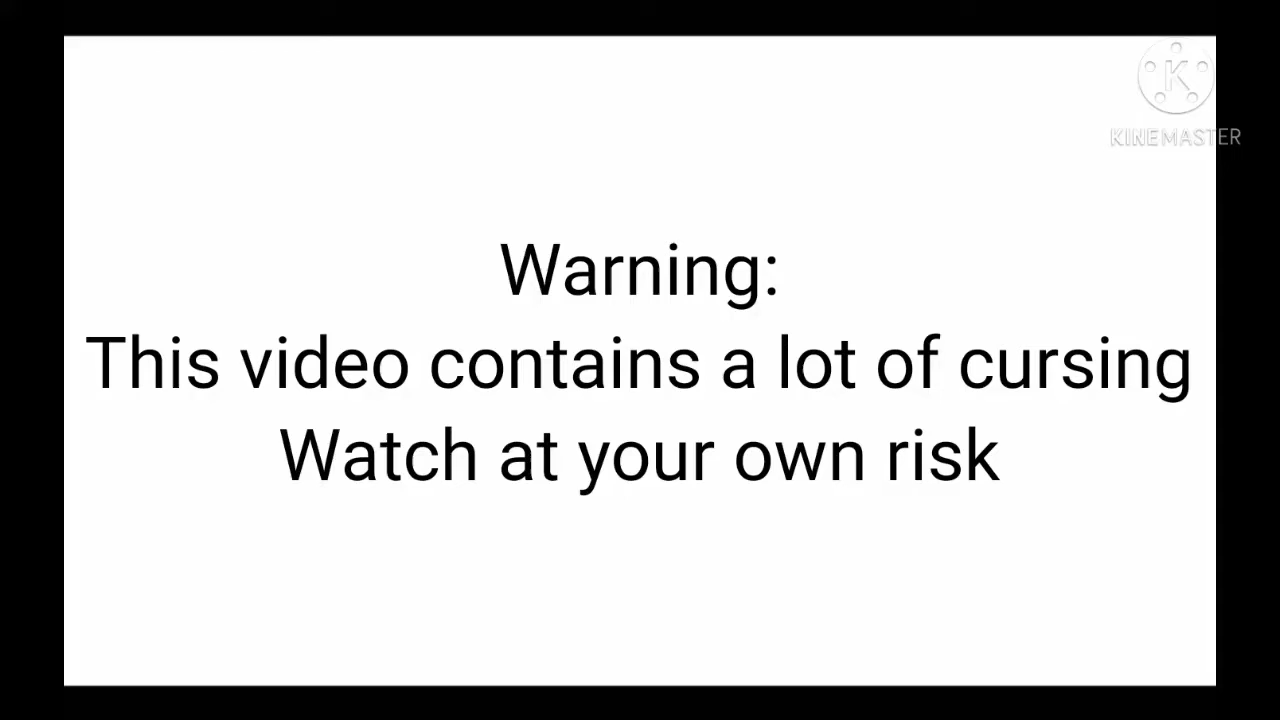 K
KINEMASTER
Warning:
This video contains a lot of cursing
Watch at your own risk